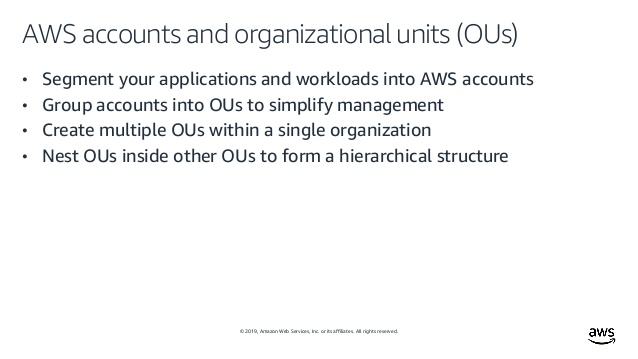 AWS accounts and organizational units (OUs)
• Segment your applications and workloads into AWS accounts
• Group accounts into OUs to simplify management
• Create multiple OUs within a single organization
• Nest OUs inside other OUs to form a hierarchical structure
© 2019, Amazon Web Services, Inc. or its affiliates. All rights reserved.
aws